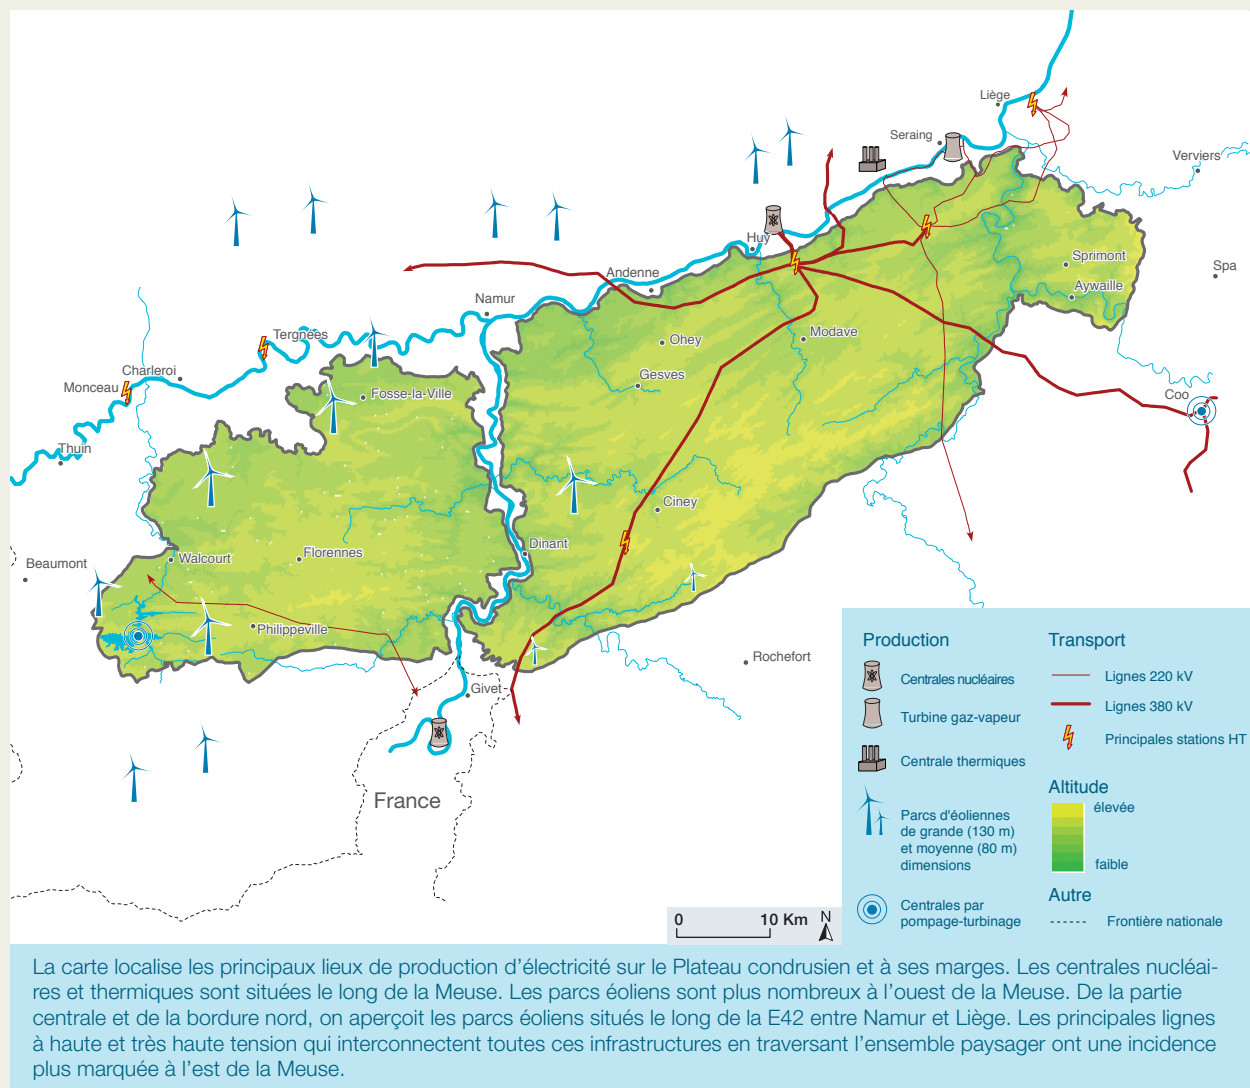 Liège
Seraing
Verviers
Huy
Sprimont
Spa
Andenne
Aywaille
Namur
Tergnées
Ohey
Modave
Charleroi
Monceau
Gesves
Fosse-la-Ville
Coo
Thuin
Ciney
Dinant
Florennes
Walcourt
Beaumont
Philippeville
Rochefort
Givet
France
0 10 Km N
Production
Centrales nucléaires
Turbine gaz-vapeur
Centrale thermiques
Parcs d'éoliennes
de grande (130 m)
et moyenne (80 m)
dimensions
Centrales par
pompage-turbinage
Transport
Lignes 220 kV
Lignes 380 kV
Principales stations HT
Altitude
élevée
faible
Autre
Frontière nationale
La carte localise les principaux lieux de production d’électricité sur le Plateau condrusien et à ses marges. Les centrales nucléai-
res et thermiques sont situées le long de la Meuse. Les parcs éoliens sont plus nombreux à l’ouest de la Meuse. De la partie
centrale et de la bordure nord, on aperçoit les parcs éoliens situés le long de la E42 entre Namur et Liège. Les principales lignes
à haute et très haute tension qui interconnectent toutes ces infrastructures en traversant l’ensemble paysager ont une incidence
plus marquée à l’est de la Meuse.